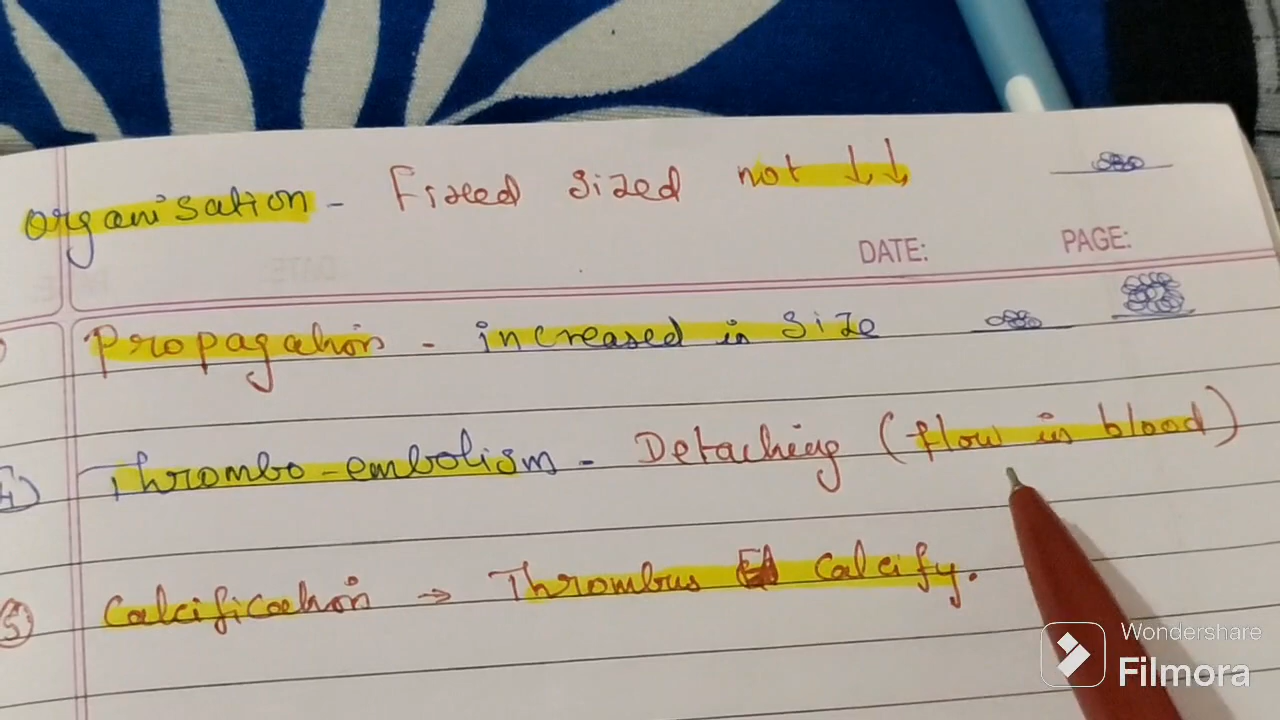 Organisation - Fixed sized not ↓↓
DATE: PAGE:
Propagation - increased in size
4) Thrombo-embolism - Detaching (flow in blood)
5) Calcification → Thrombus calcify.
Wondershare
Filmora